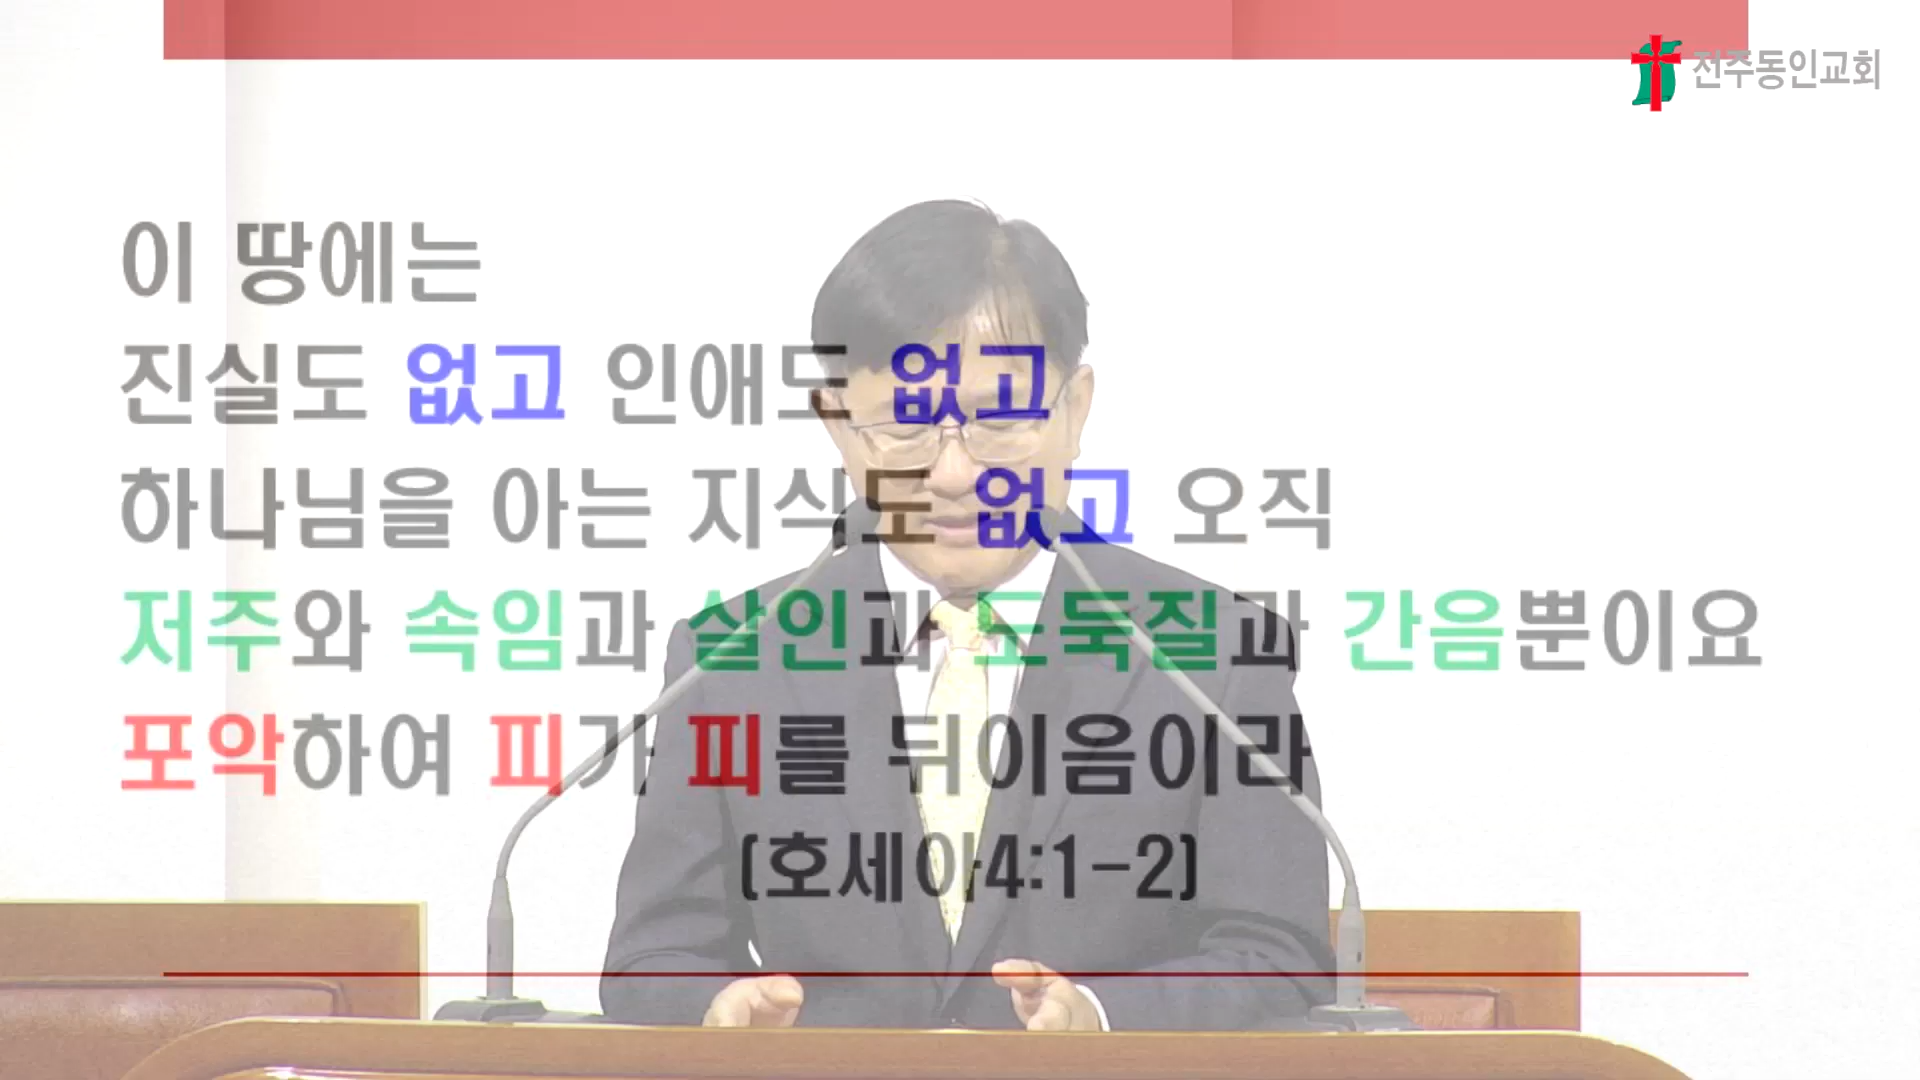 전주동인교회
이 땅에는
진실도 없고 인애도 없고
하나님을 아는 지식도 없고 오직
저주와 속임과 살인과 도둑질과 간음뿐이요
포악하여 피가 피를 뒤이음이라
(호세아4:1-2)